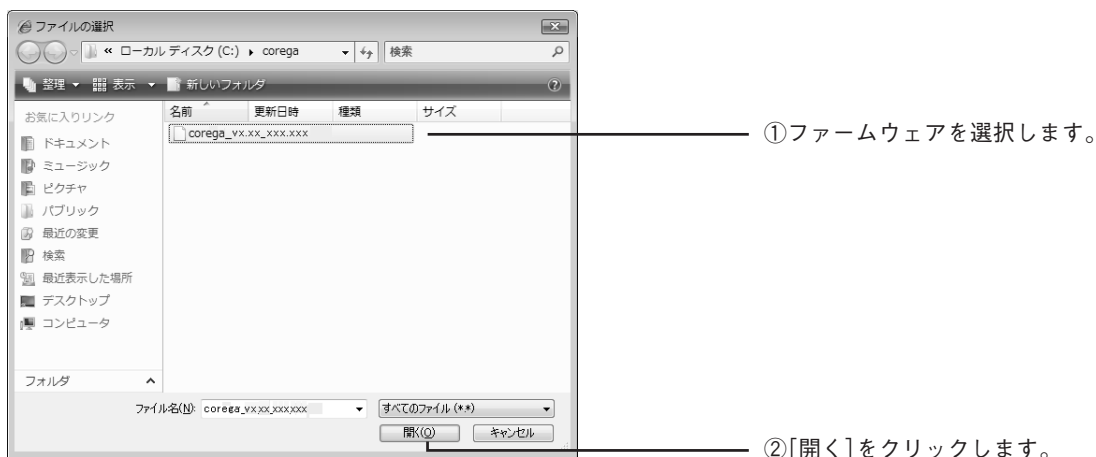 ファイルの選択
« ローカル ディスク (C:) ▸ corega 検索
整理 表示 新しいフォルダ
お気に入りリンク
ドキュメント
ミュージック
ピクチャ
パブリック
最近の変更
検索
最近表示した場所
デスクトップ
コンピュータ
フォルダ
名前 更新日時 種類 サイズ
corega_vx.xx_xxx.xxx
ファイル名(N): corega_vx.xx_xxx.xxx すべてのファイル (*.*)
開く(O) キャンセル
①ファームウェアを選択します。
②[開く]をクリックします。